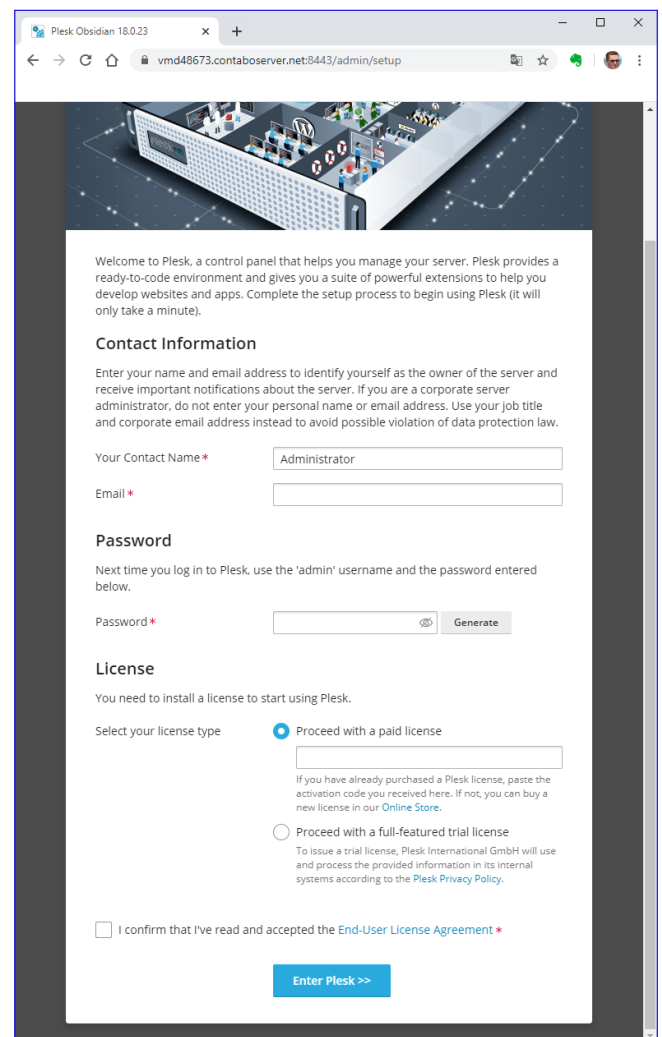 Plesk Obsidian 18.0.23
vmd48673.contaboserver.net:8443/admin/setup
Welcome to Plesk, a control panel that helps you manage your server. Plesk provides a
ready-to-code environment and gives you a suite of powerful extensions to help you
develop websites and apps. Complete the setup process to begin using Plesk (it will
only take a minute).
Contact Information
Enter your name and email address to identify yourself as the owner of the server and
receive important notifications about the server. If you are a corporate server
administrator, do not enter your personal name or email address. Use your job title
and corporate email address instead to avoid possible violation of data protection law.
Your Contact Name *
Administrator
Email *
Password
Next time you log in to Plesk, use the 'admin' username and the password entered
below.
Password *
Generate
License
You need to install a license to start using Plesk.
Select your license type
Proceed with a paid license
If you have already purchased a Plesk license, paste the
activation code you received here. If not, you can buy a
new license in our Online Store.
Proceed with a full-featured trial license
To issue a trial license, Plesk International GmbH will use
and process the provided information in its internal
systems according to the Plesk Privacy Policy.
I confirm that I've read and accepted the End-User License Agreement *
Enter Plesk >>